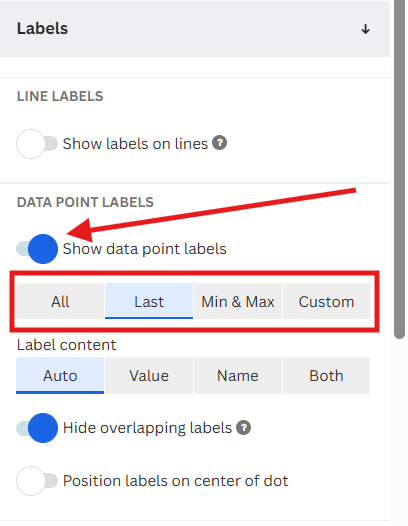 Labels
LINE LABELS
Show labels on lines ?
DATA POINT LABELS
Show data point labels
All Last Min & Max Custom
Label content
Auto Value Name Both
Hide overlapping labels ?
Position labels on center of dot